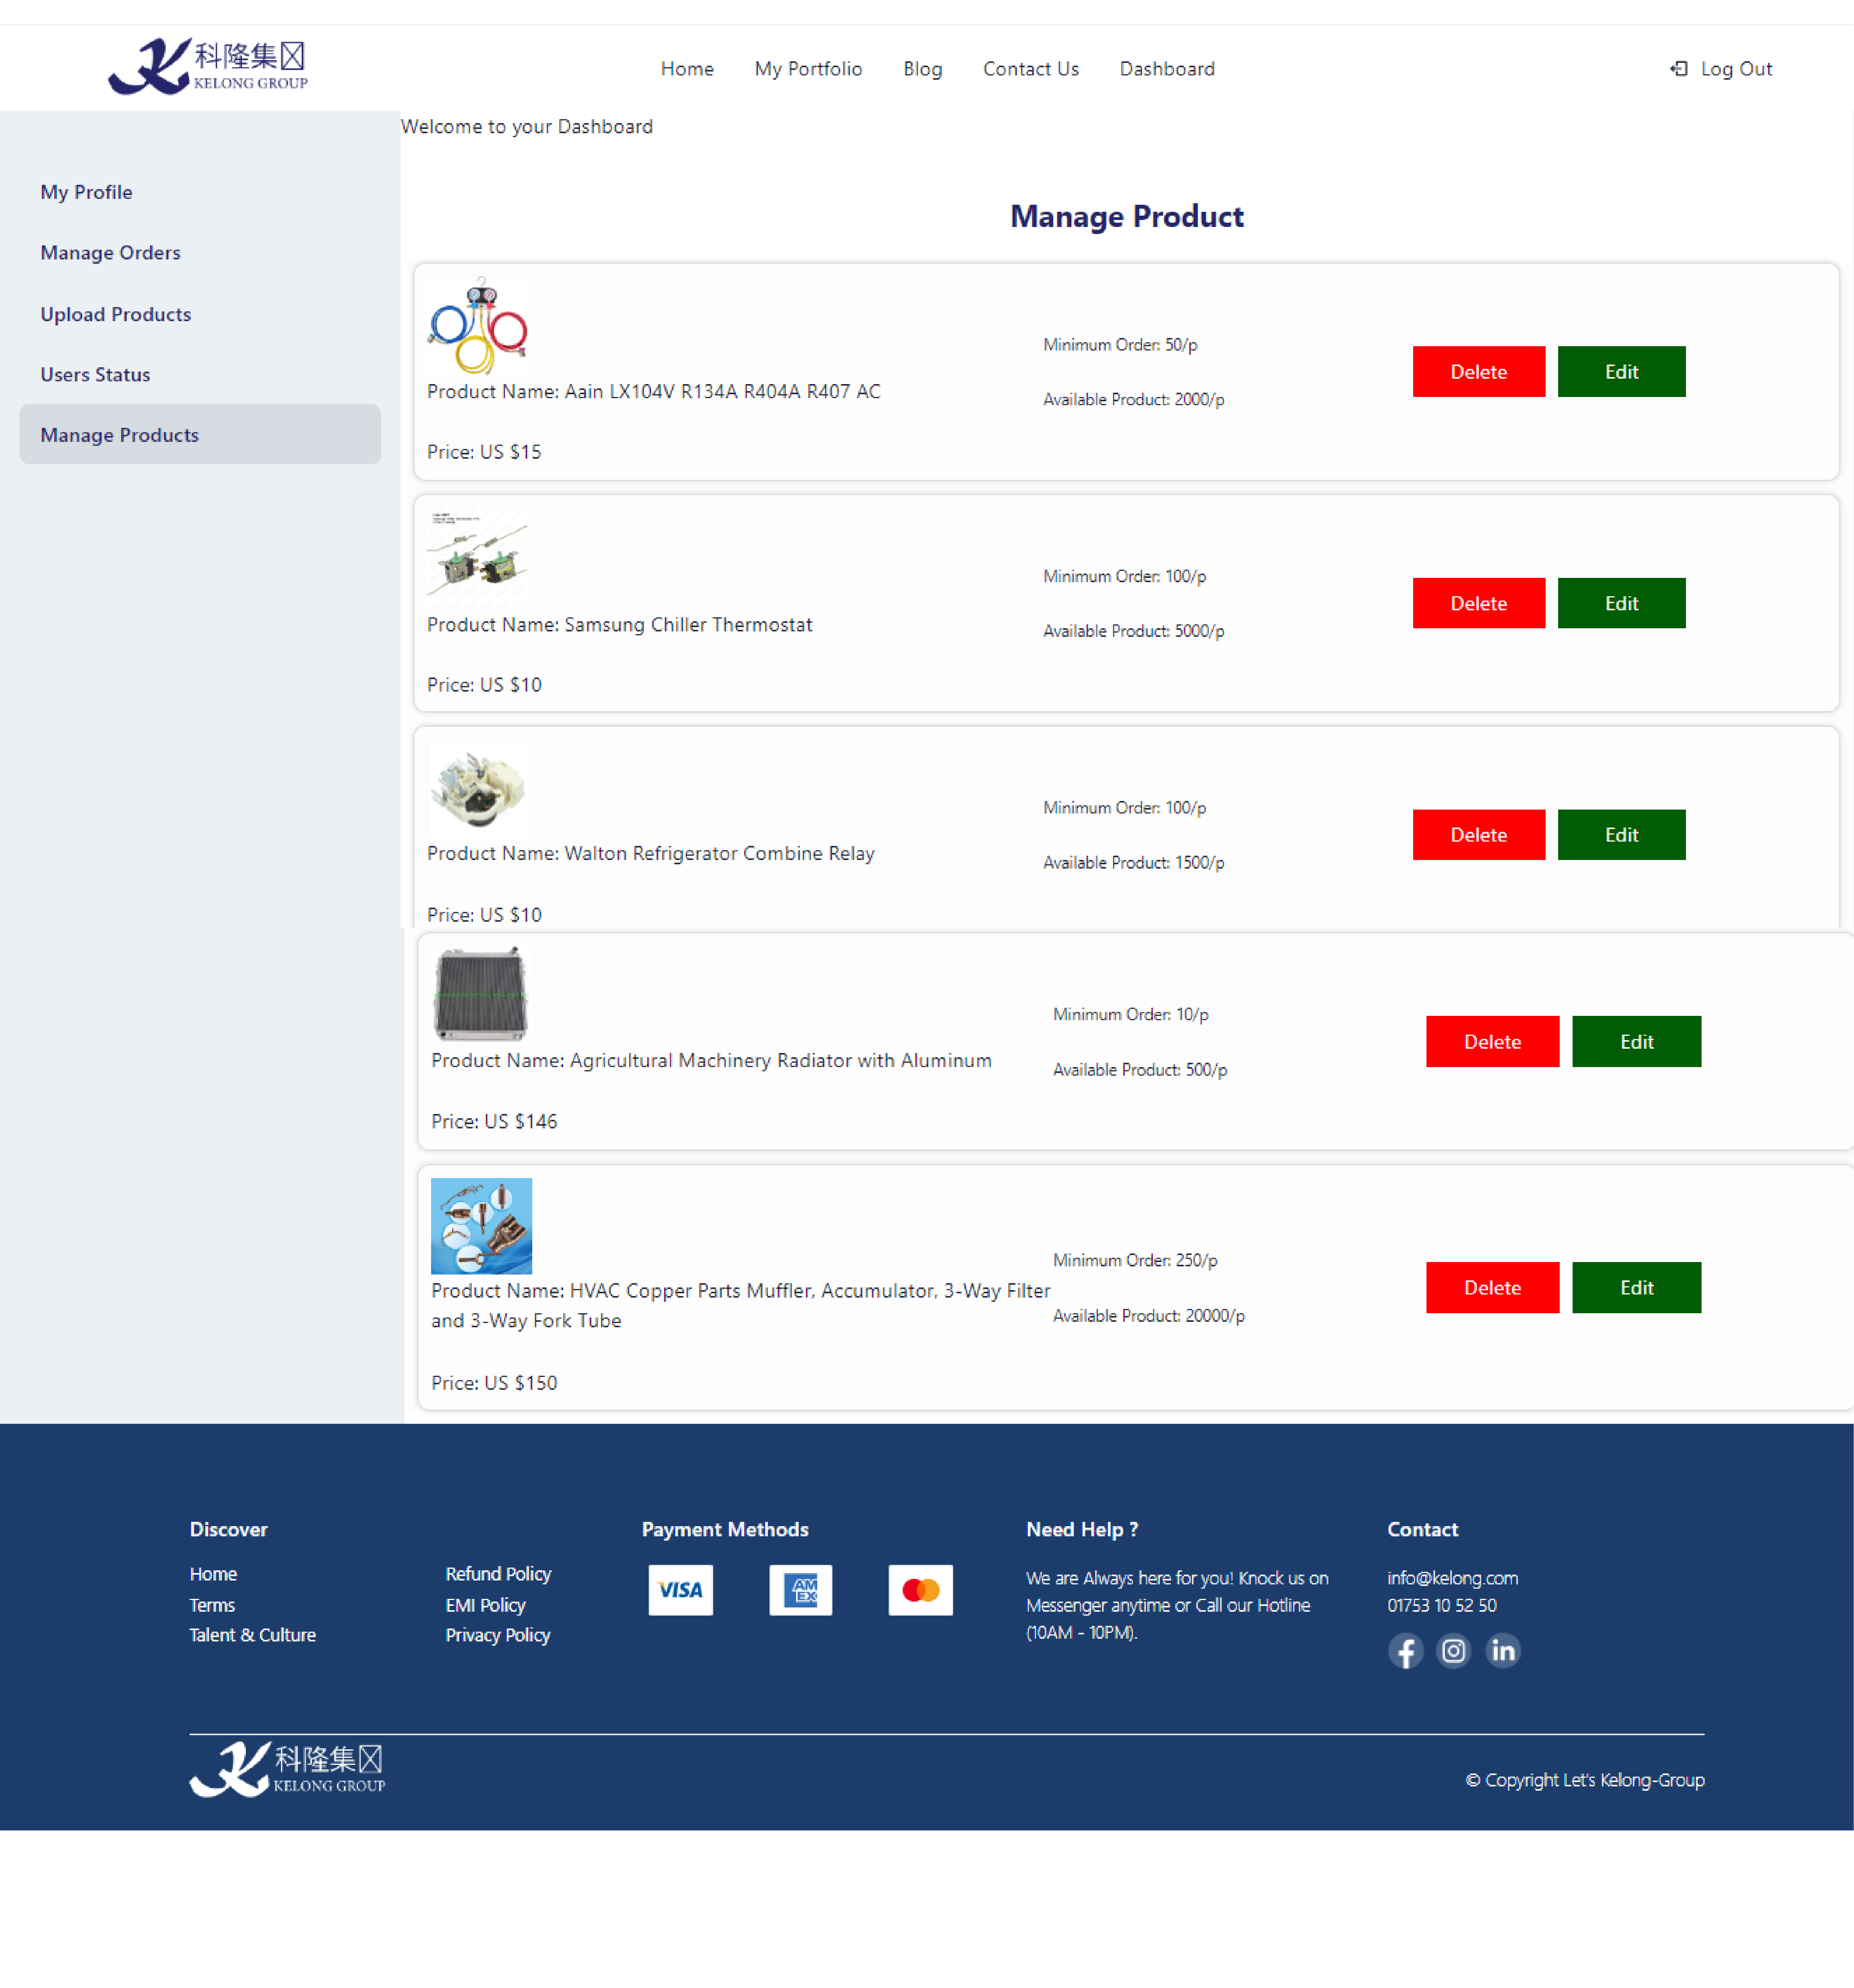 科隆集
KELONG GROUP
Home
My Portfolio
Blog
Contact Us
Dashboard
Log Out
Welcome to your Dashboard
My Profile
Manage Orders
Upload Products
Users Status
Manage Products
Manage Product
Product Name: Aain LX104V R134A R404A R407 AC
Price: US $15
Minimum Order: 50/p
Available Product: 2000/p
Delete
Edit
Product Name: Samsung Chiller Thermostat
Price: US $10
Minimum Order: 100/p
Available Product: 5000/p
Delete
Edit
Product Name: Walton Refrigerator Combine Relay
Price: US $10
Minimum Order: 100/p
Available Product: 1500/p
Delete
Edit
Product Name: Agricultural Machinery Radiator with Aluminum
Price: US $146
Minimum Order: 10/p
Available Product: 500/p
Delete
Edit
Product Name: HVAC Copper Parts Muffler, Accumulator, 3-Way Filter
and 3-Way Fork Tube
Price: US $150
Minimum Order: 250/p
Available Product: 20000/p
Delete
Edit
Discover
Home
Terms
Talent & Culture
Refund Policy
EMI Policy
Privacy Policy
Payment Methods
VISA
AM
EX
Need Help ?
We are Always here for you! Knock us on
Messenger anytime or Call our Hotline
(10AM - 10PM).
Contact
info@kelong.com
01753 10 52 50
科隆集
KELONG GROUP
© Copyright Let's Kelong-Group